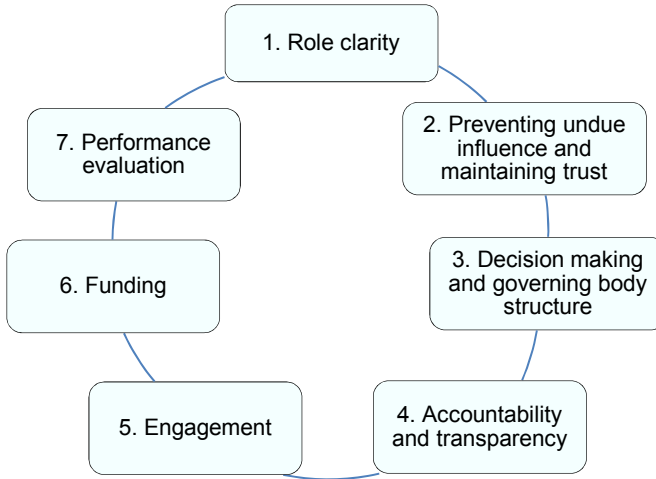 1. Role clarity
2. Preventing undue
influence and
maintaining trust
3. Decision making
and governing body
structure
4. Accountability
and transparency
5. Engagement
6. Funding
7. Performance
evaluation